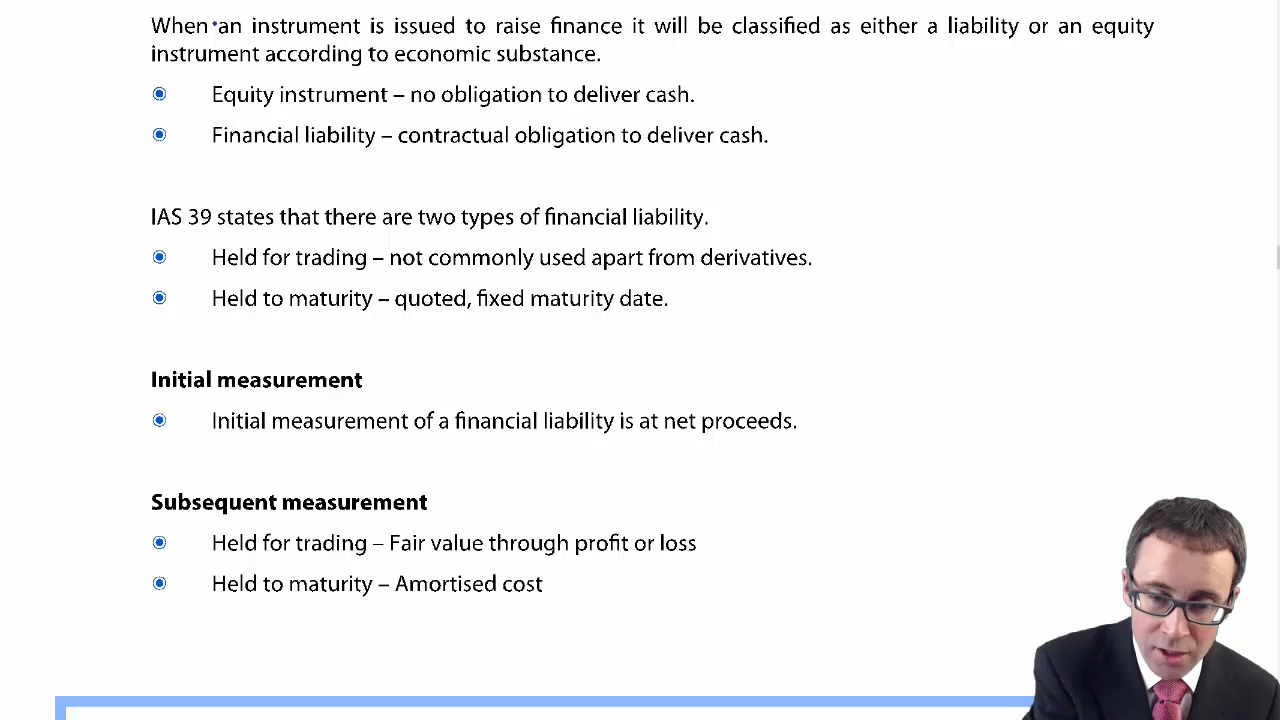 When an instrument is issued to raise finance it will be classified as either a liability or an equity
instrument according to economic substance.
Equity instrument – no obligation to deliver cash.
Financial liability – contractual obligation to deliver cash.
IAS 39 states that there are two types of financial liability.
Held for trading – not commonly used apart from derivatives.
Held to maturity – quoted, fixed maturity date.
Initial measurement
Initial measurement of a financial liability is at net proceeds.
Subsequent measurement
Held for trading – Fair value through profit or loss
Held to maturity – Amortised cost